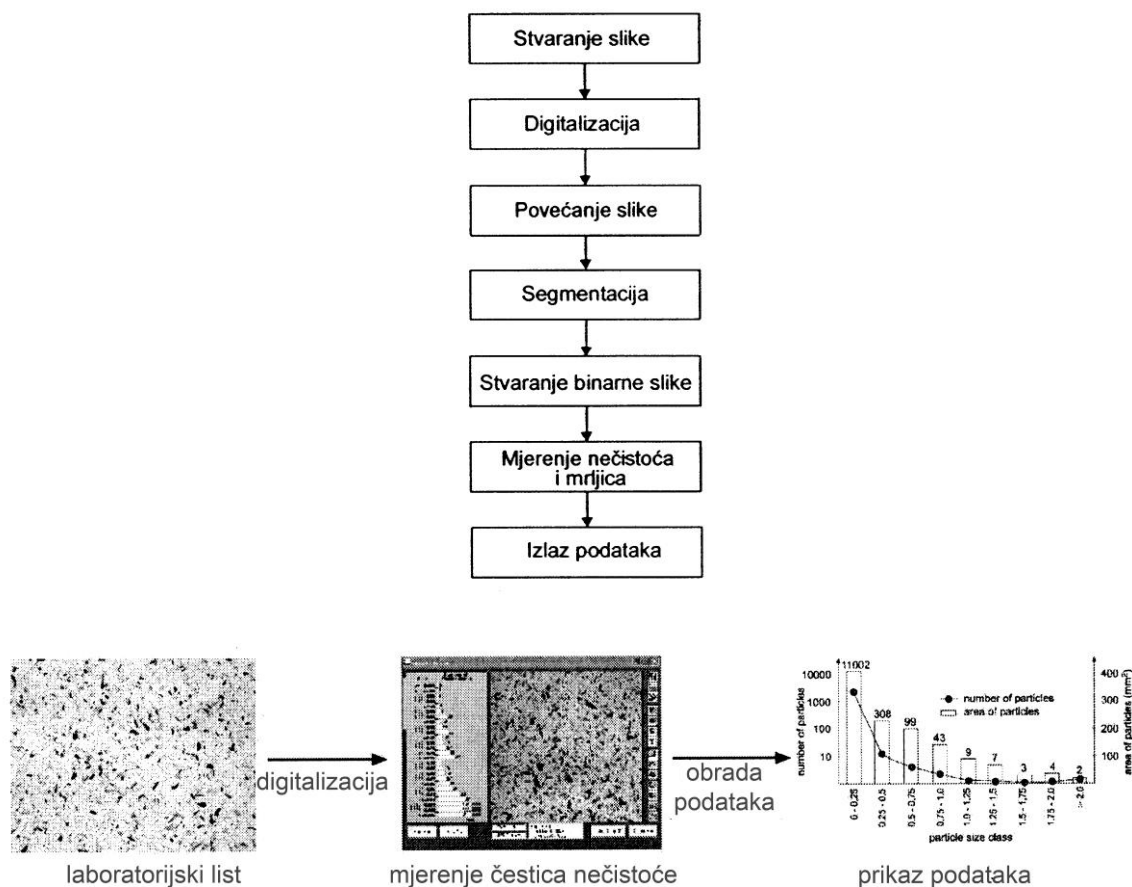 Stvaranje slike
Digitalizacija
Povećanje slike
Segmentacija
Stvaranje binarne slike
Mjerenje nečistoća
i mrljica
Izlaz podataka
digitalizacija
obrada
podataka
number of particles
10000
1000
100
10
11002
308
99
43
9
7
3
4
2
number of particles
area of particles
400
300
200
100
area of particles (mm²)
0 - 0,25
0.25 - 0.5
0.5 - 0.75
0.75 - 1.0
1.0 - 1.25
1.25 - 1.5
1.5 - 1.75
1.75 - 2.0
> 2.0
particle size class
laboratorijski list
mjerenje čestica nečistoće
prikaz podataka